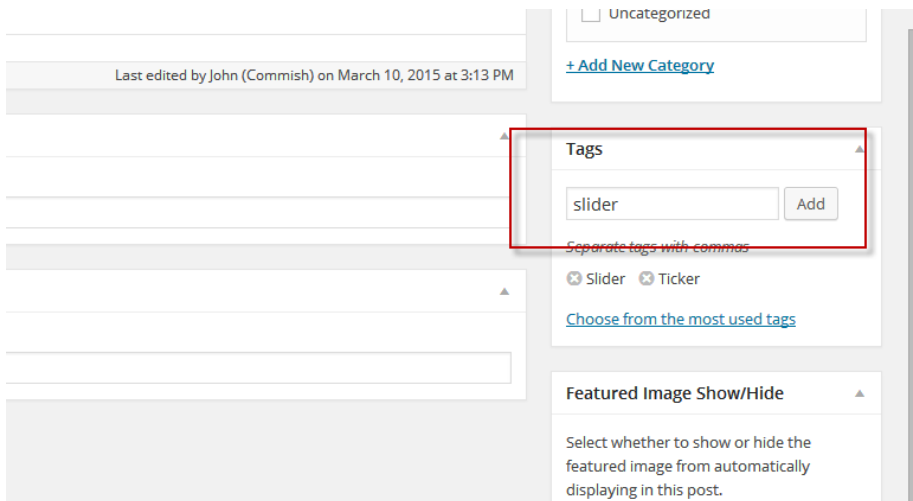 Uncategorized
+ Add New Category
Last edited by John (Commish) on March 10, 2015 at 3:13 PM
Tags
slider
Add
Separate tags with commas
Slider Ticker
Choose from the most used tags
Featured Image Show/Hide
Select whether to show or hide the
featured image from automatically
displaying in this post.